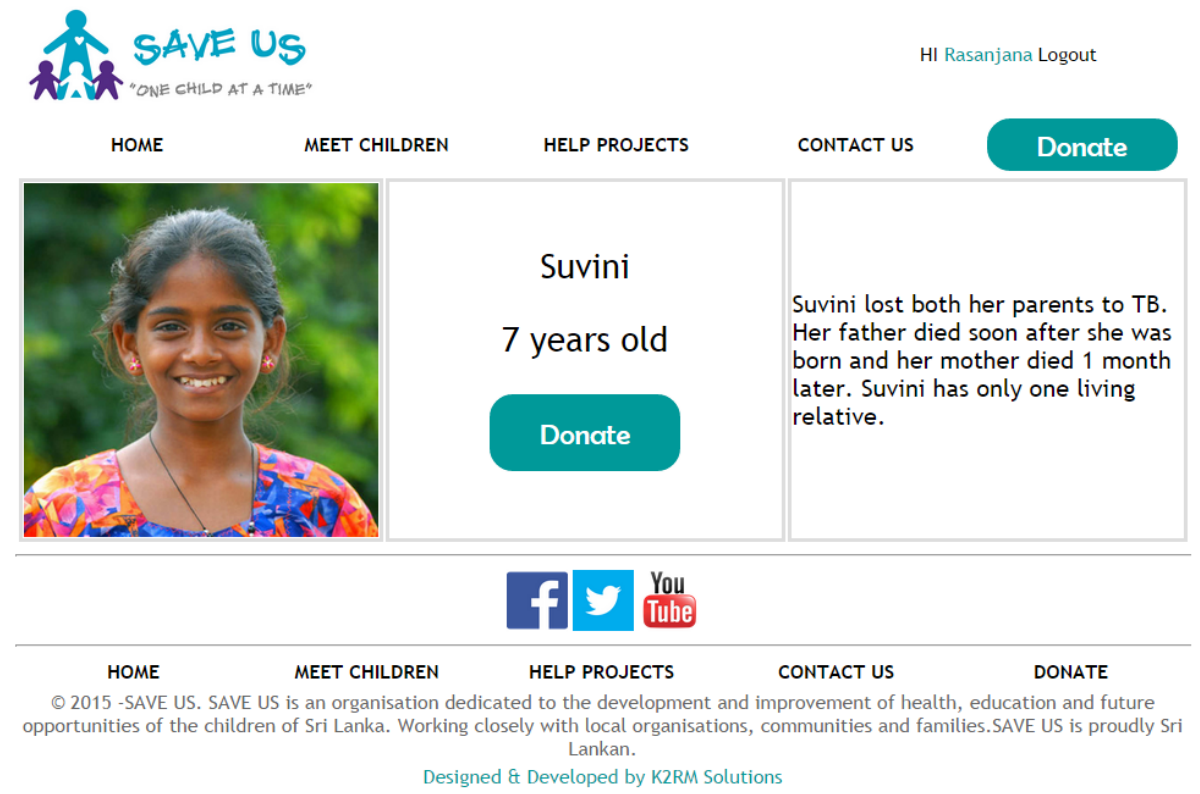 SAVE US
"ONE CHILD AT A TIME"
HI Rasanjana Logout
HOME MEET CHILDREN HELP PROJECTS CONTACT US Donate
Suvini
7 years old
Donate
Suvini lost both her parents to TB.
Her father died soon after she was
born and her mother died 1 month
later. Suvini has only one living
relative.
f
You
Tube
HOME MEET CHILDREN HELP PROJECTS CONTACT US DONATE
© 2015 -SAVE US. SAVE US is an organisation dedicated to the development and improvement of health, education and future
opportunities of the children of Sri Lanka. Working closely with local organisations, communities and families.SAVE US is proudly Sri
Lankan.
Designed & Developed by K2RM Solutions